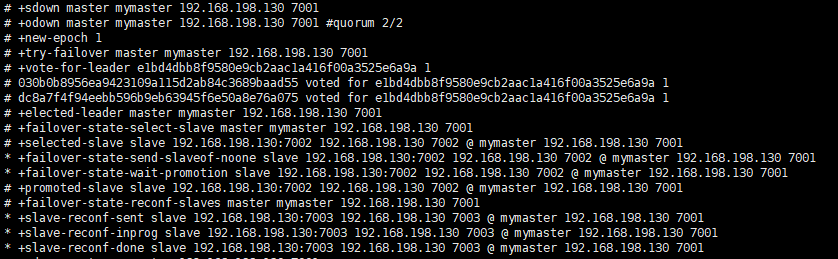 # +sdown master mymaster 192.168.198.130 7001
# +odown master mymaster 192.168.198.130 7001 #quorum 2/2
# +new-epoch 1
# +try-failover master mymaster 192.168.198.130 7001
# +vote-for-leader e1bd4dbb8f9580e9cb2aac1a416f00a3525e6a9a 1
# 030b0b8956ea9423109a115d2ab84c3689baad55 voted for e1bd4dbb8f9580e9cb2aac1a416f00a3525e6a9a 1
# dc8a7f4f94eebb596b9eb63945f6e50a8e76a075 voted for e1bd4dbb8f9580e9cb2aac1a416f00a3525e6a9a 1
# +elected-leader master mymaster 192.168.198.130 7001
# +failover-state-select-slave master mymaster 192.168.198.130 7001
# +selected-slave slave 192.168.198.130:7002 192.168.198.130 7002 @ mymaster 192.168.198.130 7001
* +failover-state-send-slaveof-noone slave 192.168.198.130:7002 192.168.198.130 7002 @ mymaster 192.168.198.130 7001
* +failover-state-wait-promotion slave 192.168.198.130:7002 192.168.198.130 7002 @ mymaster 192.168.198.130 7001
# +promoted-slave slave 192.168.198.130:7002 192.168.198.130 7002 @ mymaster 192.168.198.130 7001
# +failover-state-reconf-slaves master mymaster 192.168.198.130 7001
* +slave-reconf-sent slave 192.168.198.130:7003 192.168.198.130 7003 @ mymaster 192.168.198.130 7001
* +slave-reconf-inprog slave 192.168.198.130:7003 192.168.198.130 7003 @ mymaster 192.168.198.130 7001
* +slave-reconf-done slave 192.168.198.130:7003 192.168.198.130 7003 @ mymaster 192.168.198.130 7001